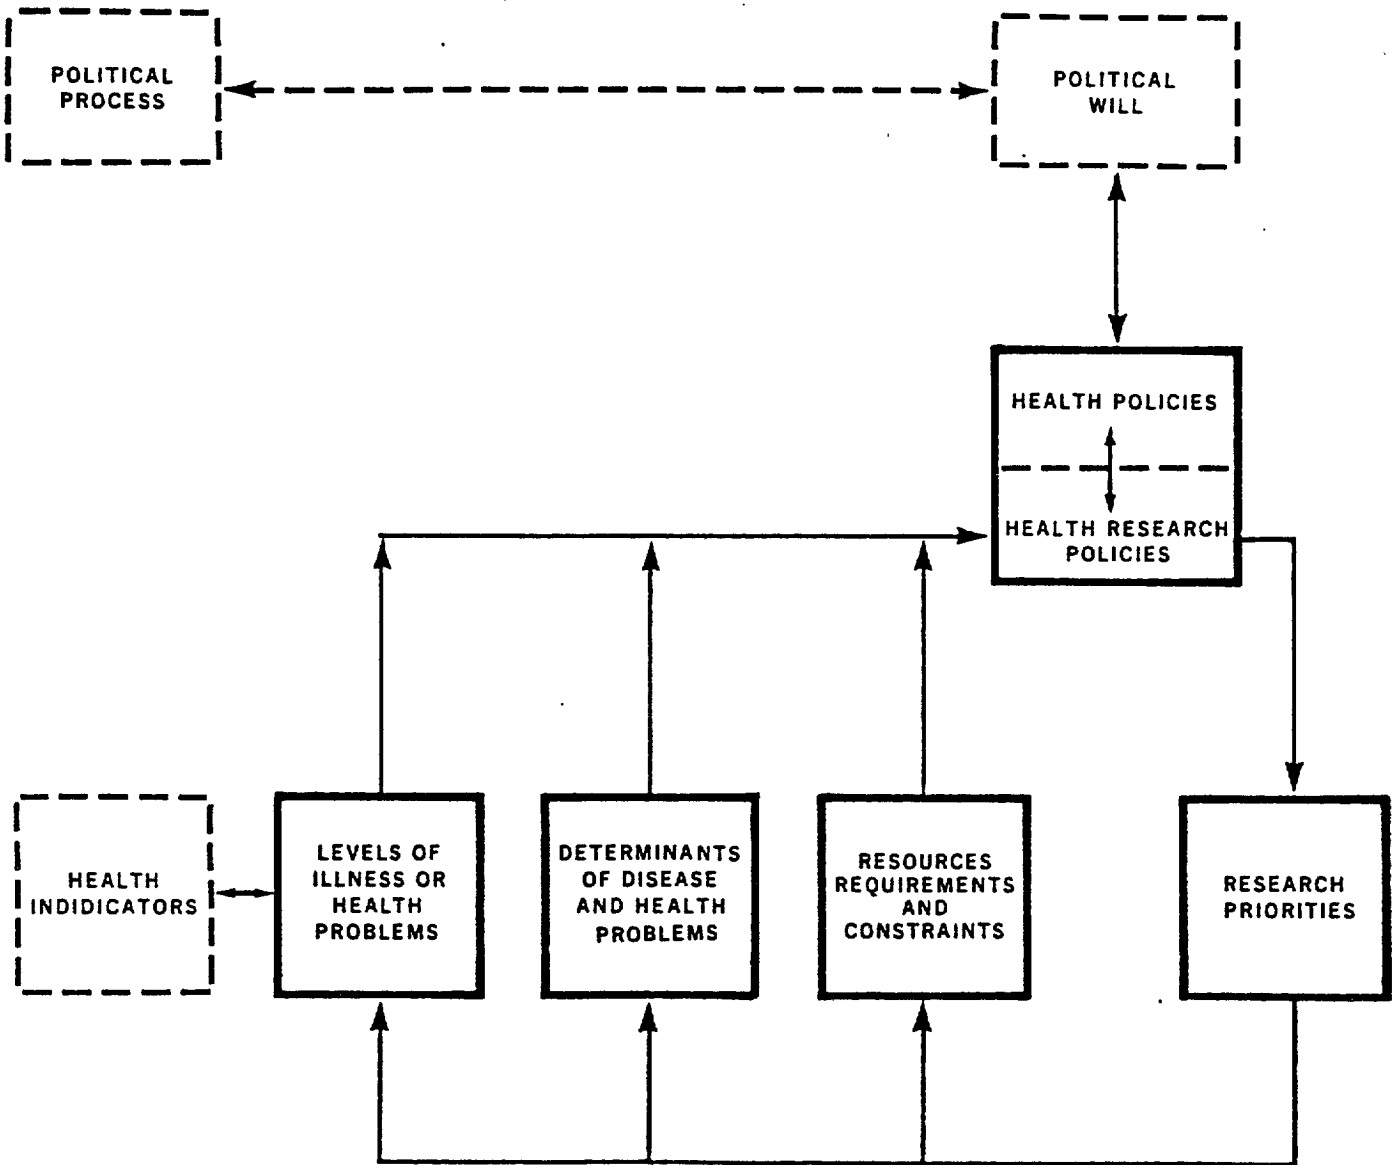 POLITICAL
PROCESS
POLITICAL
WILL
HEALTH POLICIES
HEALTH RESEARCH
POLICIES
HEALTH
INDIDICATORS
LEVELS OF
ILLNESS OR
HEALTH
PROBLEMS
DETERMINANTS
OF DISEASE
AND HEALTH
PROBLEMS
RESOURCES
REQUIREMENTS
AND
CONSTRAINTS
RESEARCH
PRIORITIES